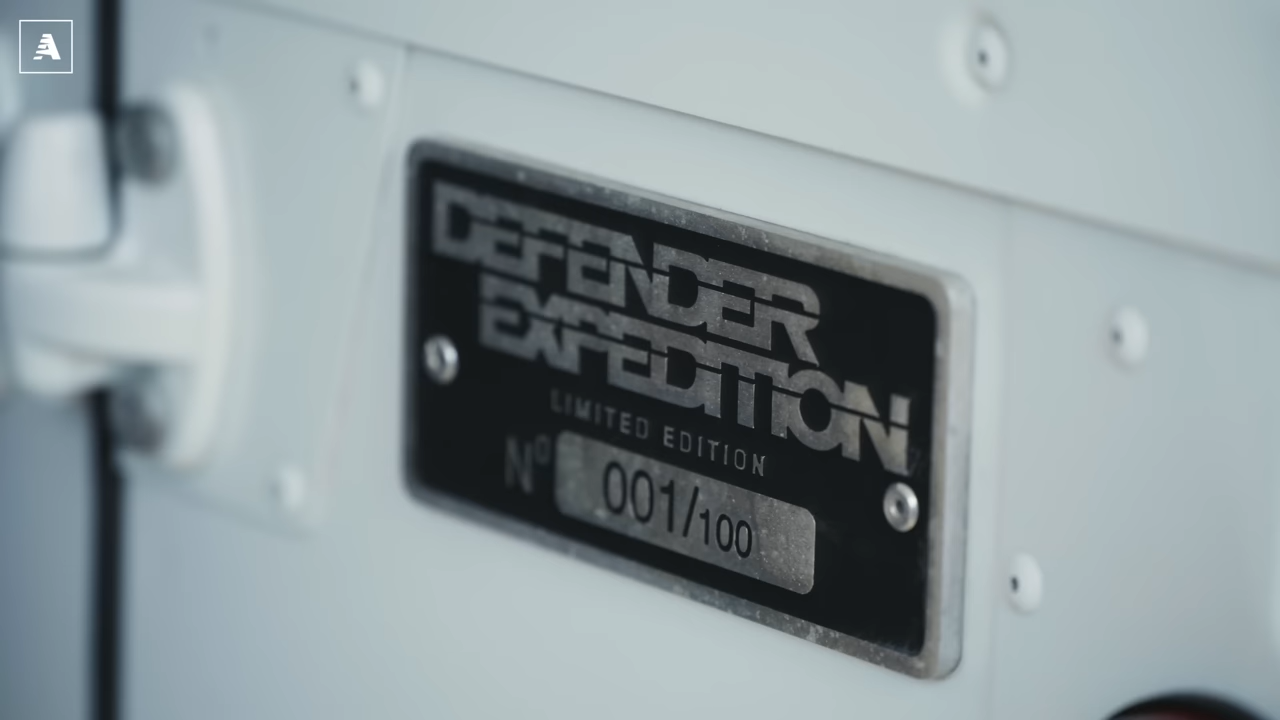 A
DEFENDER
EXPEDITION
LIMITED EDITION
Nº 001/100